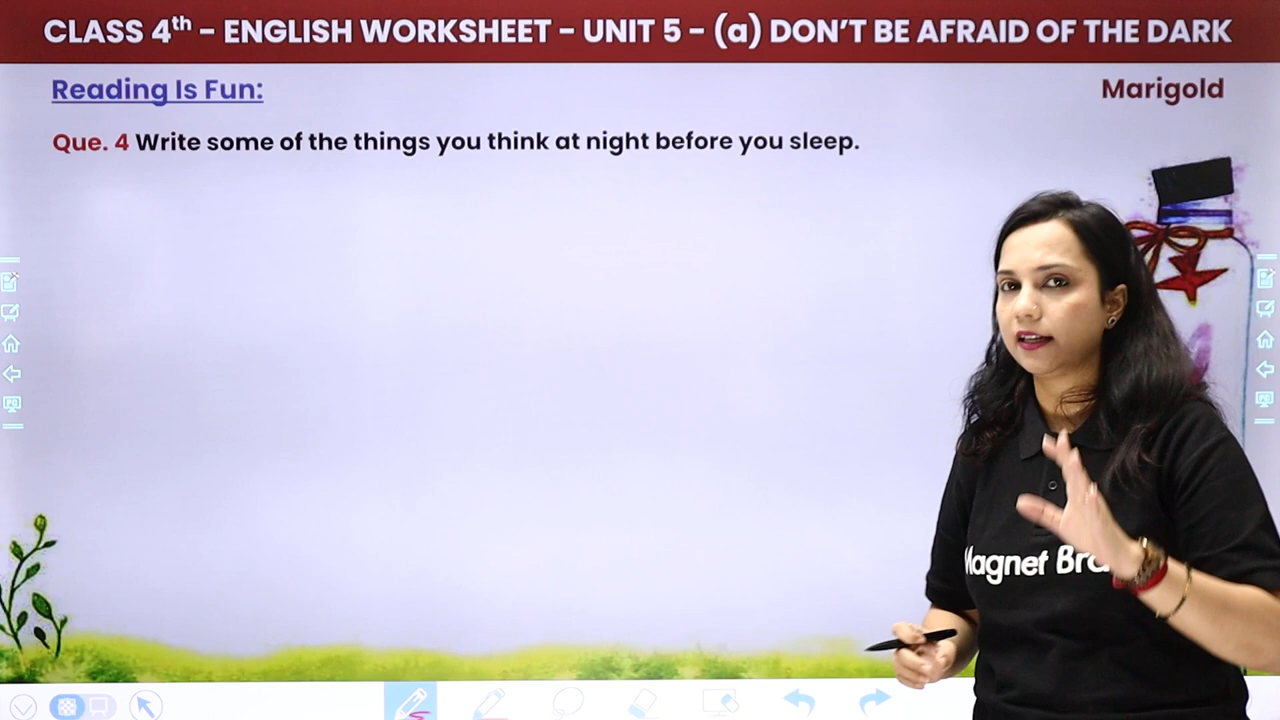 CLASS 4th - ENGLISH WORKSHEET - UNIT 5 - (a) DON'T BE AFRAID OF THE DARK
Reading Is Fun:
Marigold
Que. 4 Write some of the things you think at night before you sleep.
Magnet Bra